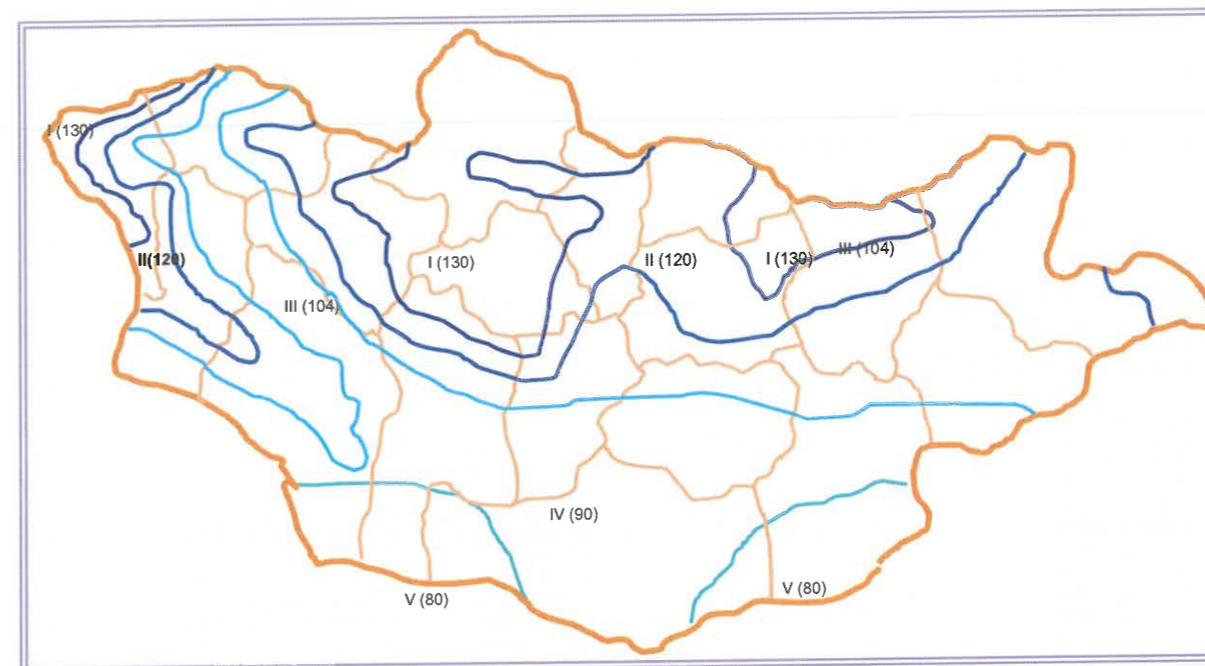 I (130)
II(120)
III (104)
I (130)
II (120)
I (130)
III (104)
IV (90)
V (80)
V (80)